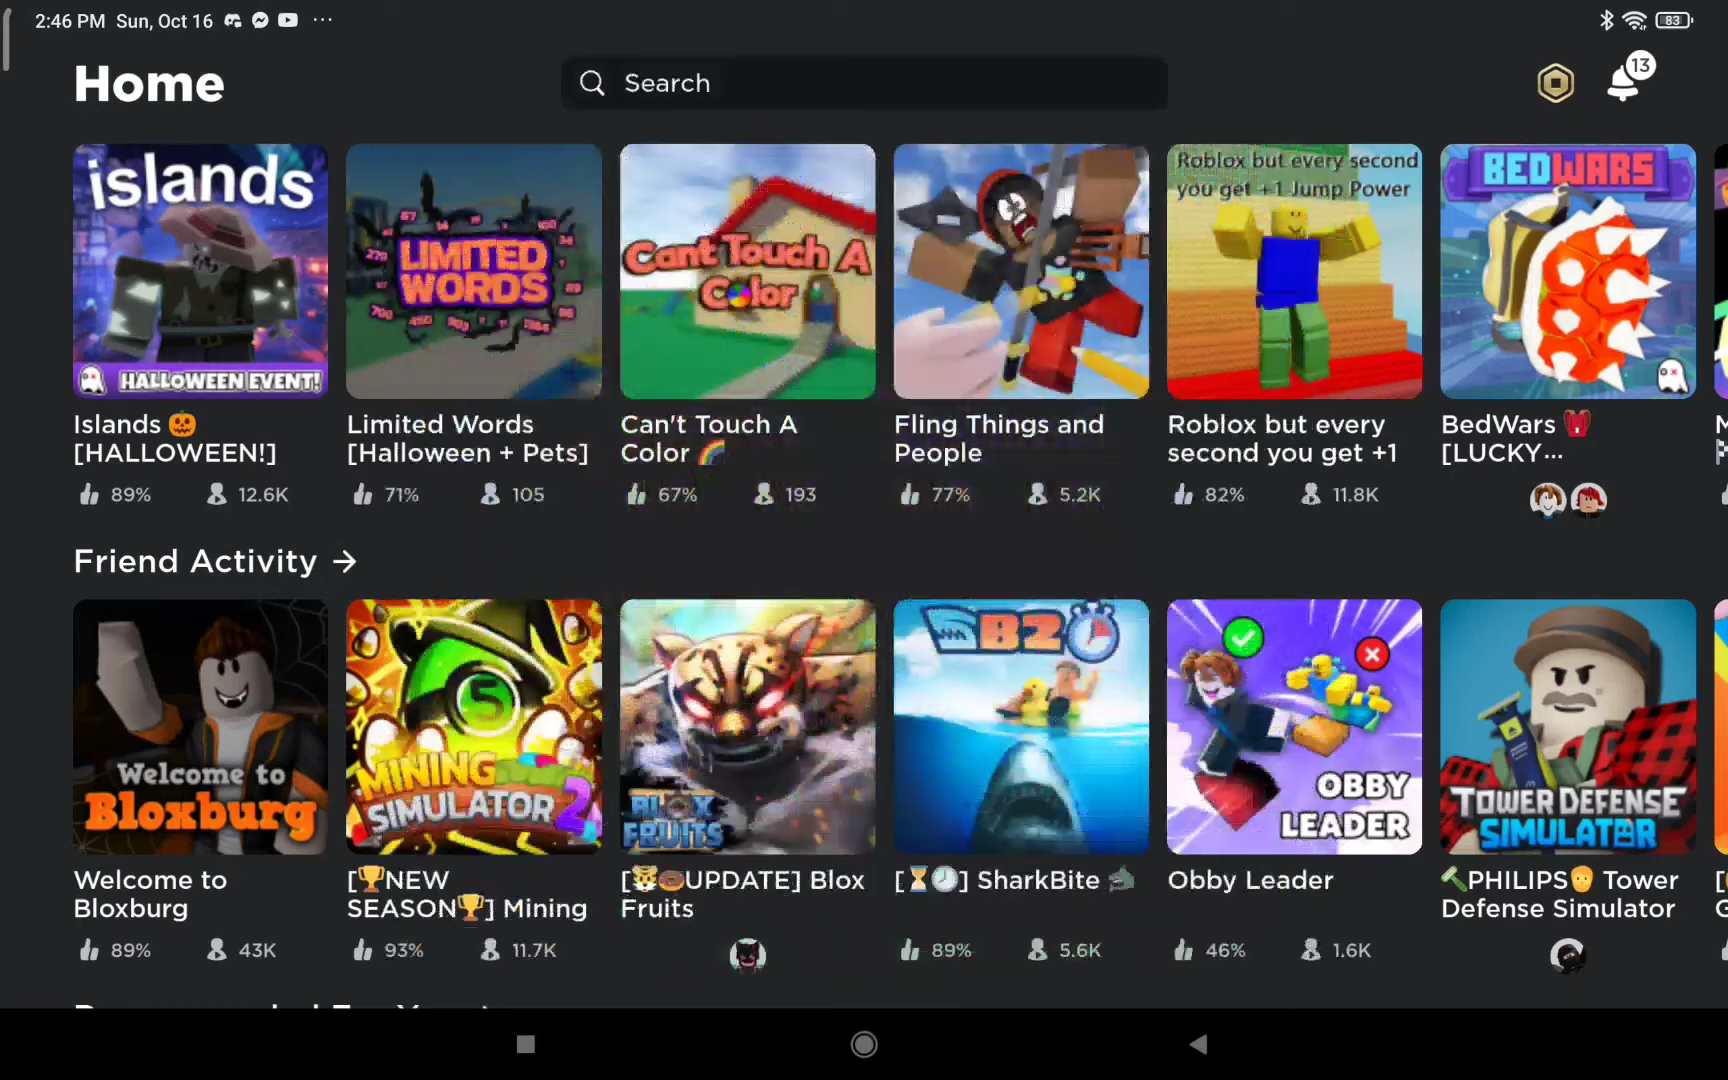 2:46 PM Sun, Oct 16
83
Home
Search
13
islands
HALLOWEEN EVENT!
LIMITED
WORDS
Cant Touch A
Color
Roblox but every second
you get +1 Jump Power
BEDWARS
Islands 🎃
[HALLOWEEN!]
Limited Words
[Halloween + Pets]
Can't Touch A
Color 🌈
Fling Things and
People
Roblox but every
second you get +1
BedWars
[LUCKY...
89% 12.6K
71% 105
67% 193
77% 5.2K
82% 11.8K
Friend Activity →
Welcome to
Bloxburg
S
MINING
SIMULATOR 2
BLOX
FRUITS
SB2
OBBY
LEADER
TOWER DEFENSE
SIMULATOR
Welcome to
Bloxburg
[🏆NEW
SEASON🏆] Mining
[🐯🍩UPDATE] Blox
Fruits
[⏳🕗] SharkBite 🦈
Obby Leader
🔨PHILIPS👨 Tower
Defense Simulator
89% 43K
93% 11.7K
89% 5.6K
46% 1.6K